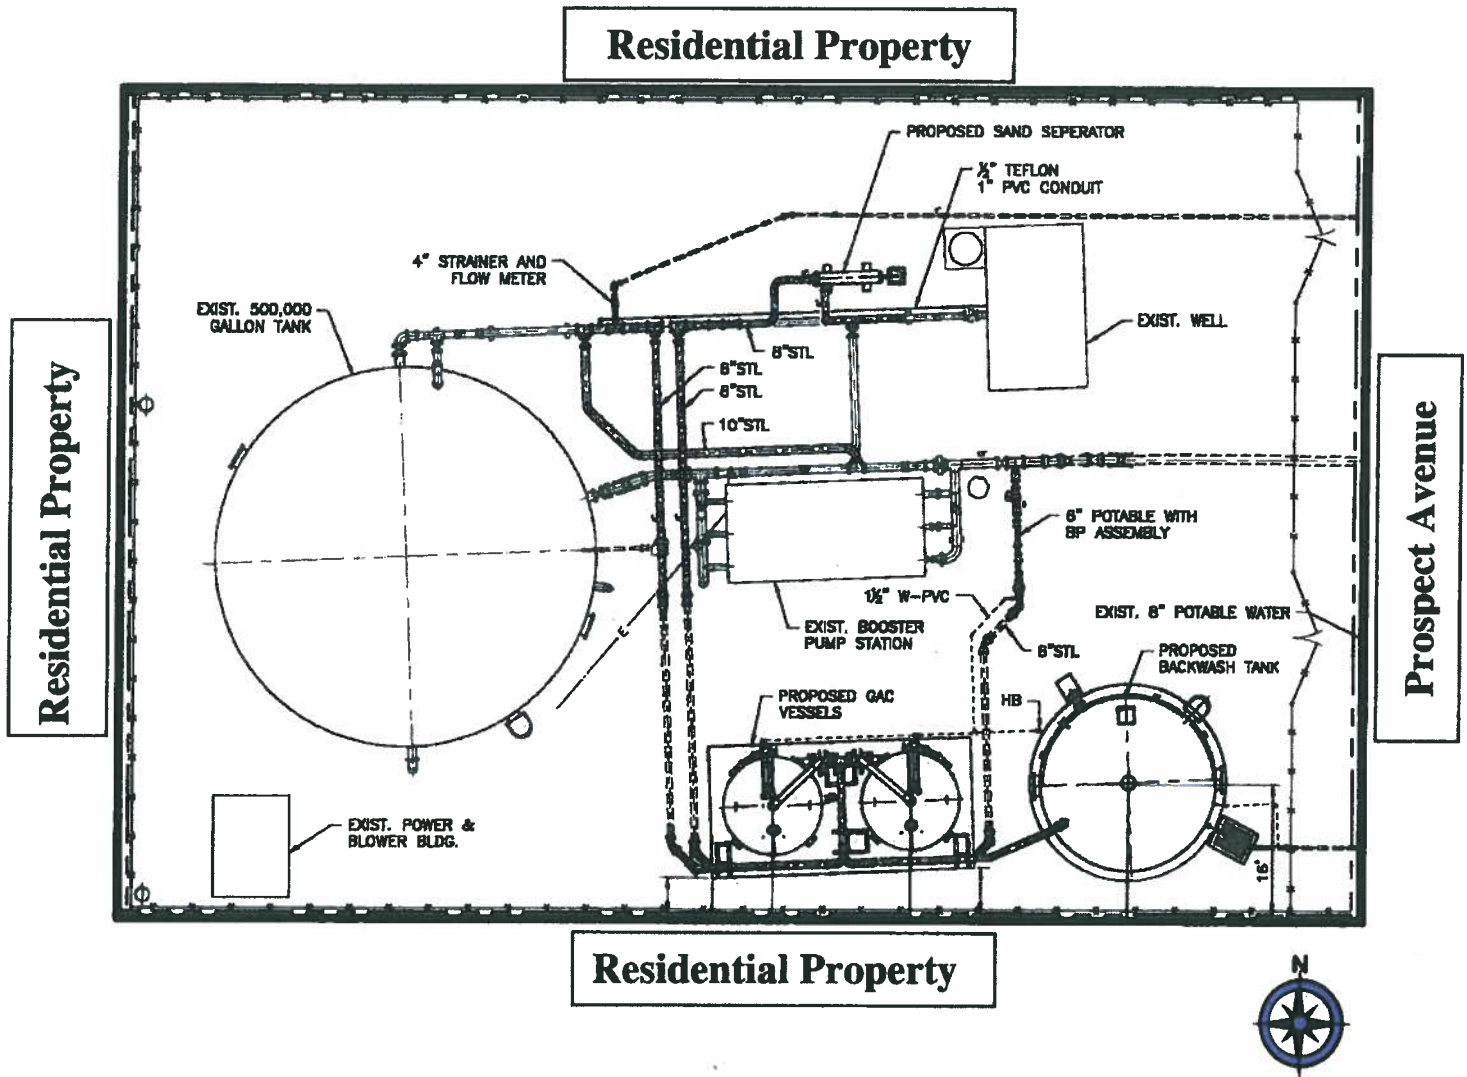 Residential Property
PROPOSED SAND SEPERATOR
½" TEFLON
1" PVC CONDUIT
4" STRAINER AND
FLOW METER
EXIST. 500,000
GALLON TANK
EXIST. WELL
8"STL
8"STL
8"STL
10"STL
Residential Property
Prospect Avenue
6" POTABLE WITH
BP ASSEMBLY
1½" W-PVC
EXIST. 8" POTABLE WATER
EXIST. BOOSTER
PUMP STATION
E
6"STL
PROPOSED
BACKWASH TANK
PROPOSED GAC
VESSELS
HB
EXIST. POWER &
BLOWER BLDG.
16'
Residential Property
N